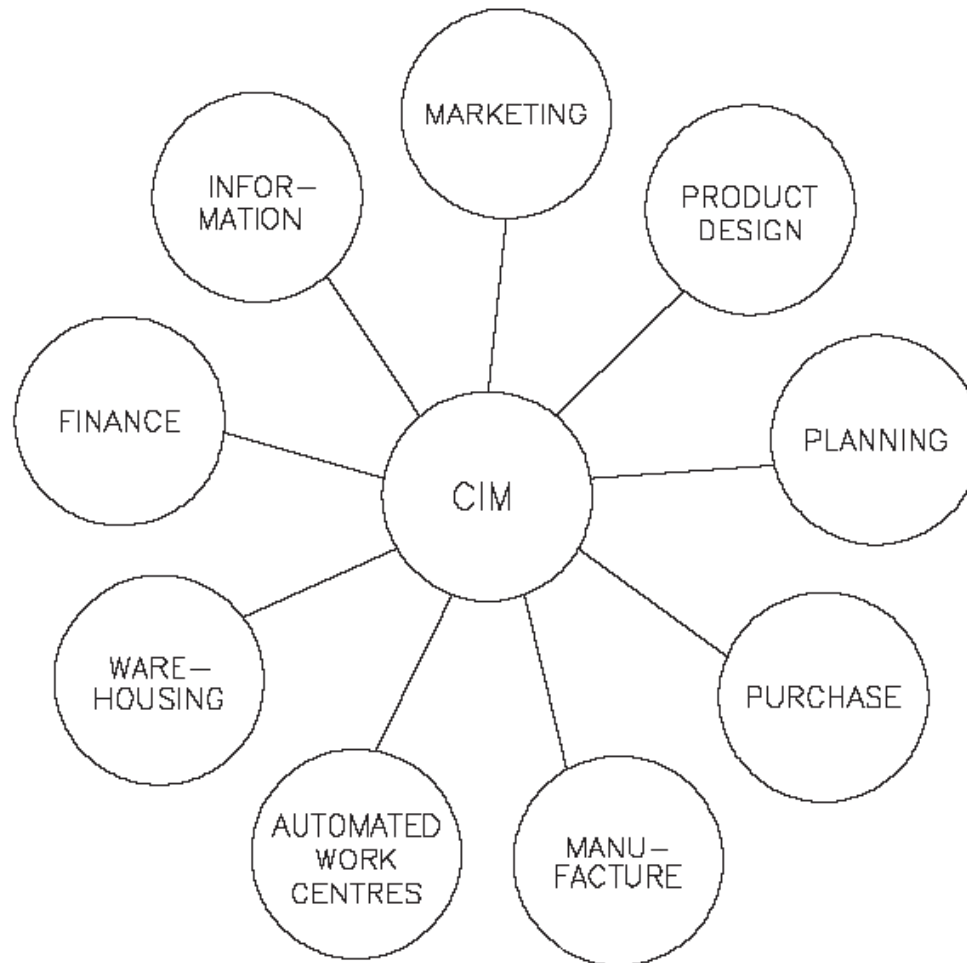 MARKETING
INFOR-
MATION
PRODUCT
DESIGN
FINANCE
PLANNING
CIM
WARE-
HOUSING
PURCHASE
AUTOMATED
WORK
CENTRES
MANU-
FACTURE